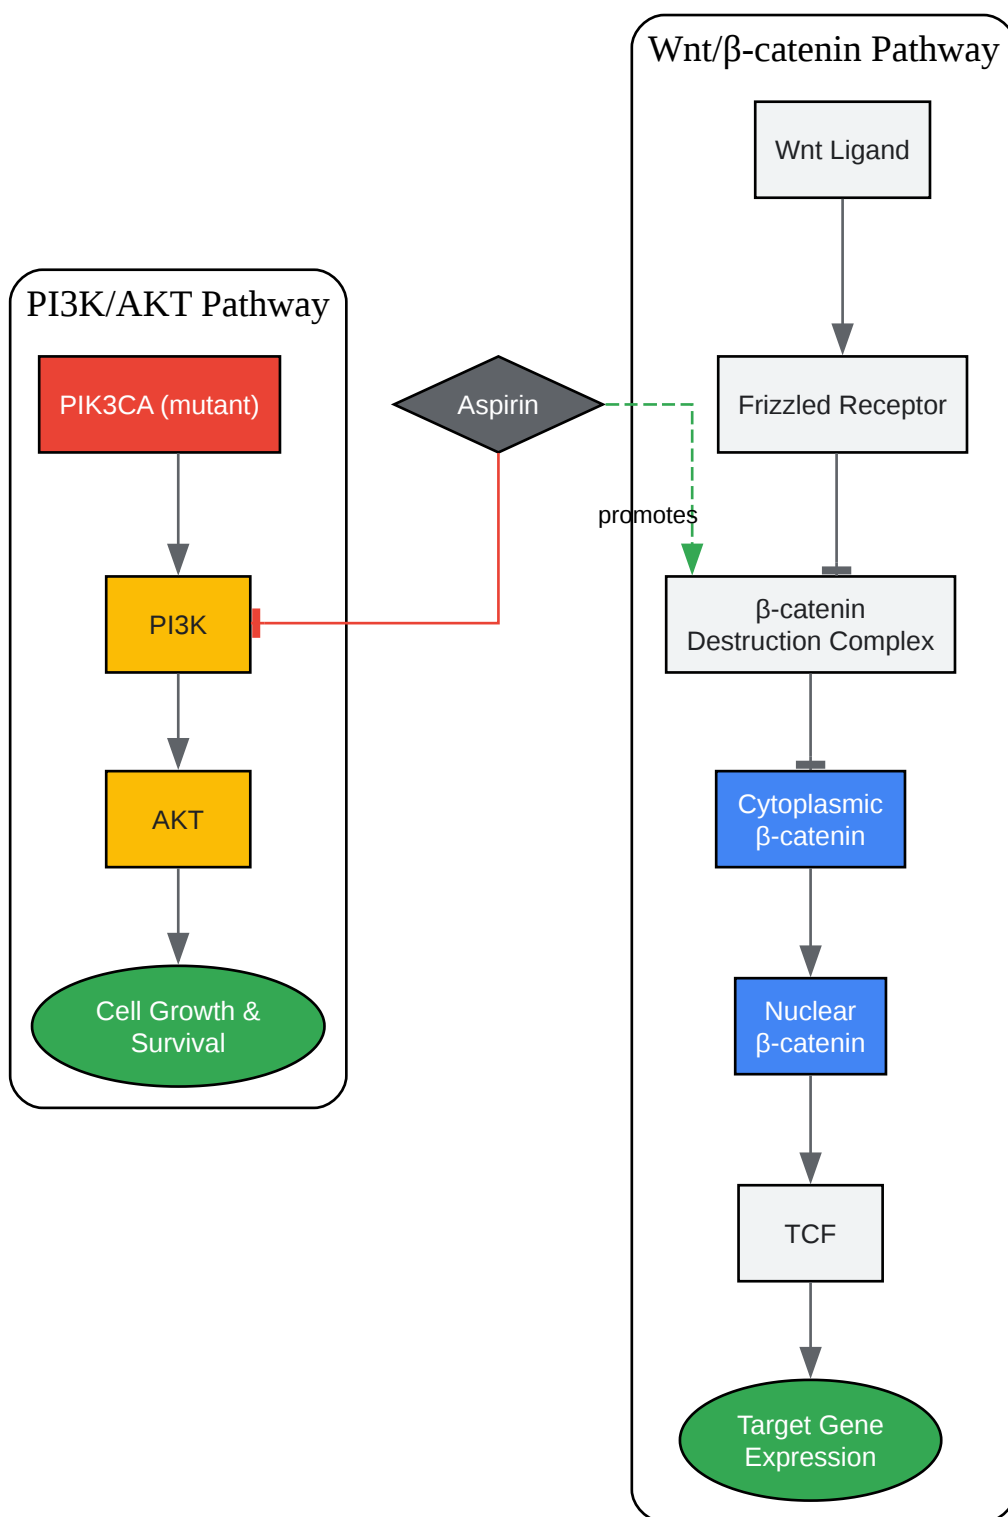 Wnt/β-catenin Pathway
Wnt Ligand
PI3K/AKT Pathway
PIK3CA (mutant)
Aspirin
Frizzled Receptor
promotes
PI3K
β-catenin
Destruction Complex
AKT
Cytoplasmic
β-catenin
Cell Growth &
Survival
Nuclear
β-catenin
TCF
Target Gene
Expression